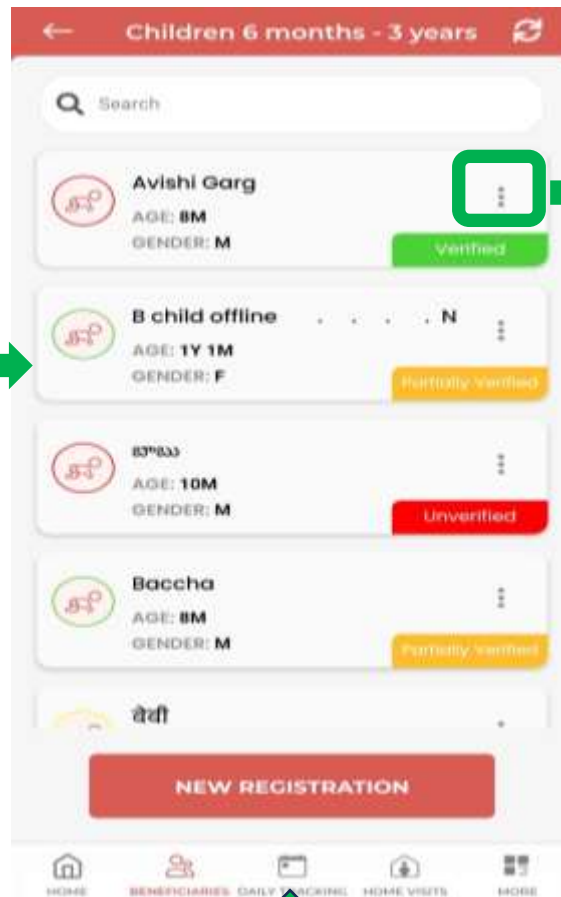 Children 6 months - 3 years
Search
Avishi Garg
AGE: 8M
GENDER: M
Verified
B child offline . . . . N
AGE: 1Y 1M
GENDER: F
Partially Verified
AGE: 10M
GENDER: M
Unverified
Baccha
AGE: 8M
GENDER: M
Partially Verified
बेबी
NEW REGISTRATION
HOME
BENEFICIARIES
DAILY TRACKING
HOME VISITS
MORE